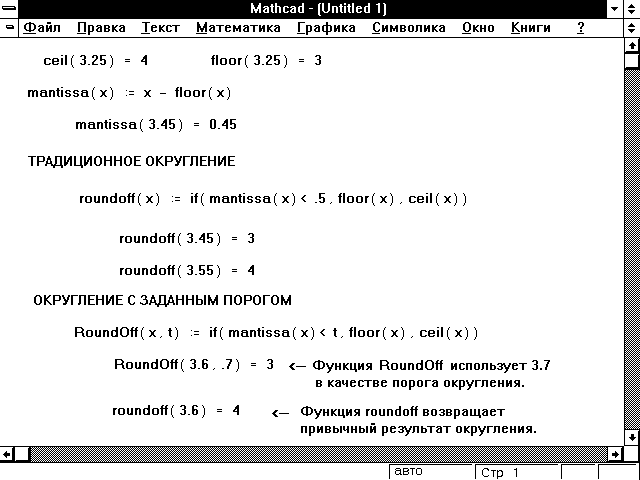 Mathcad - [Untitled 1]
Файл Правка Текст Математика Графика Символика Окно Книги ?
ceil( 3.25 ) = 4 floor( 3.25 ) = 3
mantissa( x ) := x - floor( x )
mantissa( 3.45 ) = 0.45
ТРАДИЦИОННОЕ ОКРУГЛЕНИЕ
roundoff( x ) := if( mantissa( x ) < .5 , floor( x ) , ceil( x ) )
roundoff( 3.45 ) = 3
roundoff( 3.55 ) = 4
ОКРУГЛЕНИЕ С ЗАДАННЫМ ПОРОГОМ
RoundOff( x , t ) := if( mantissa( x ) < t , floor( x ) , ceil( x ) )
RoundOff( 3.6 , .7 ) = 3 <— Функция RoundOff использует 3.7
в качестве порога округления.
roundoff( 3.6 ) = 4 <— Функция roundoff возвращает
привычный результат округления.
авто Стр 1